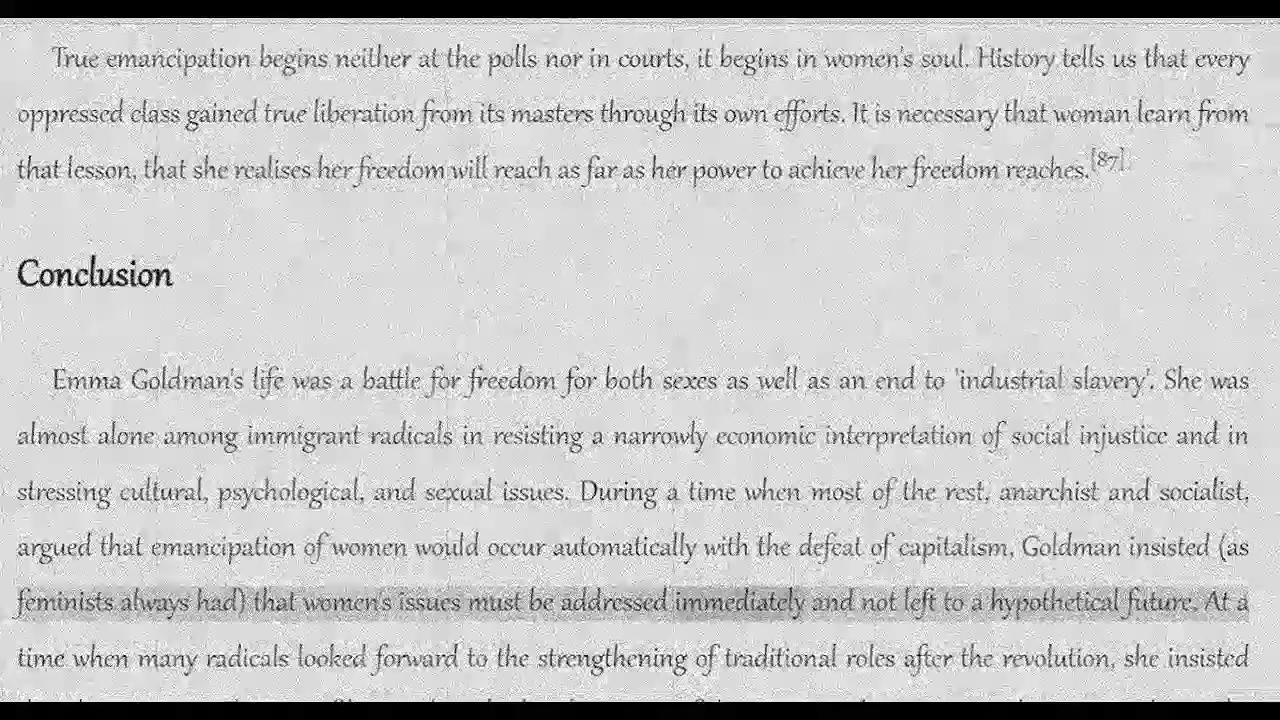 True emancipation begins neither at the polls nor in courts, it begins in women's soul. History tells us that every
oppressed class gained true liberation from its masters through its own efforts. It is necessary that woman learn from
that lesson, that she realises her freedom will reach as far as her power to achieve her freedom reaches.[87]
Conclusion
Emma Goldman's life was a battle for freedom for both sexes as well as an end to 'industrial slavery'. She was
almost alone among immigrant radicals in resisting a narrowly economic interpretation of social injustice and in
stressing cultural, psychological, and sexual issues. During a time when most of the rest, anarchist and socialist,
argued that emancipation of women would occur automatically with the defeat of capitalism, Goldman insisted (as
feminists always had) that women's issues must be addressed immediately and not left to a hypothetical future. At a
time when many radicals looked forward to the strengthening of traditional roles after the revolution, she insisted